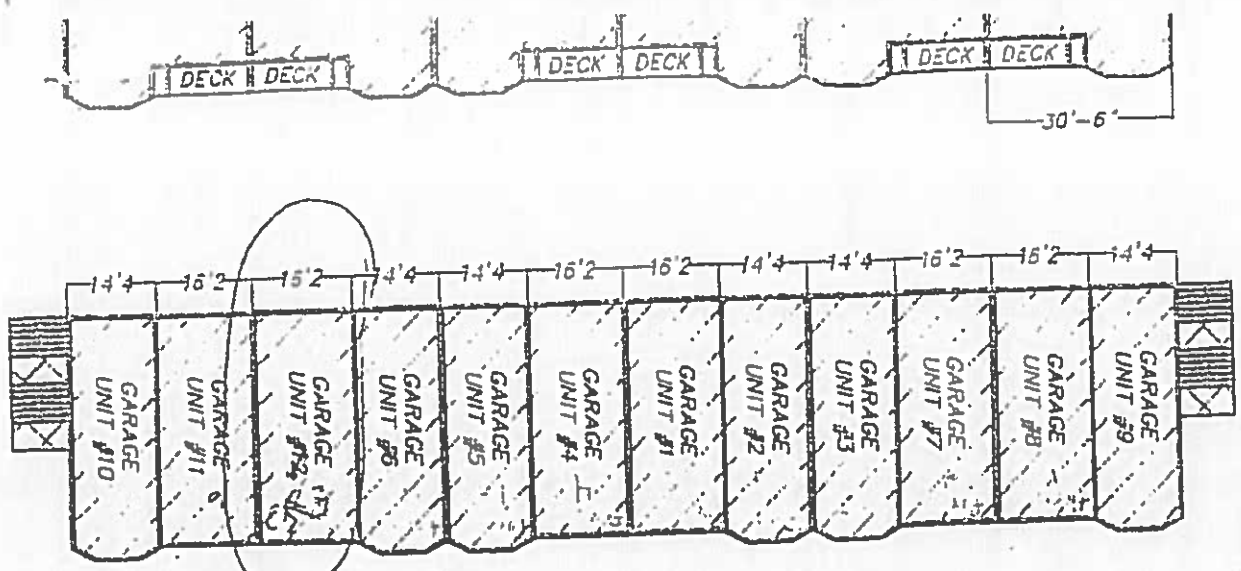 DECK DECK DECK DECK DECK DECK
30'-6"
14'4 16'2 16'2 14'4 14'4 16'2 16'2 14'4 14'4 16'2 16'2 14'4
GARAGE
UNIT #10
GARAGE
UNIT #11
GARAGE
UNIT #12
GARAGE
UNIT #6
GARAGE
UNIT #5
GARAGE
UNIT #4
GARAGE
UNIT #1
GARAGE
UNIT #2
GARAGE
UNIT #3
GARAGE
UNIT #7
GARAGE
UNIT #8
GARAGE
UNIT #9